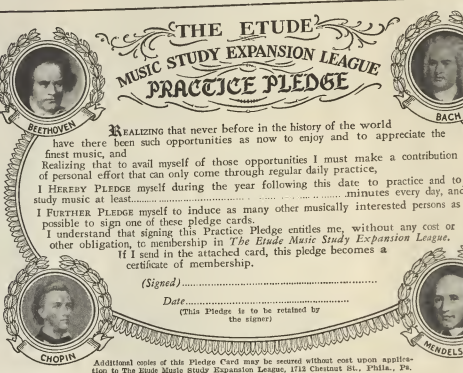 THE ETUDE
MUSIC STUDY EXPANSION LEAGUE
PRACTICE PLEDGE
BEETHOVEN
BACH
REALIZING that never before in the history of the world
have there been such opportunities as now to enjoy and to appreciate the
finest music, and
Realizing that to avail myself of those opportunities I must make a contribution
of personal effort that can only come through regular daily practice,
I HEREBY PLEDGE myself during the year following this date to practice and to
study music at least..............................minutes every day, and
I FURTHER PLEDGE myself to induce as many other musically interested persons as
possible to sign one of these pledge cards.
I understand that signing this Practice Pledge entitles me, without any cost or
other obligation, to membership in The Etude Music Study Expansion League.
If I send in the attached card, this pledge becomes a
certificate of membership.
(Signed)..............................
Date..............................
(This Pledge is to be retained by
the signer)
CHOPIN
MENDELS
Additional copies of this Pledge Card may be secured without cost upon applica-
tion to The Etude Music Study Expansion League, 1712 Chestnut St., Phila., Pa.